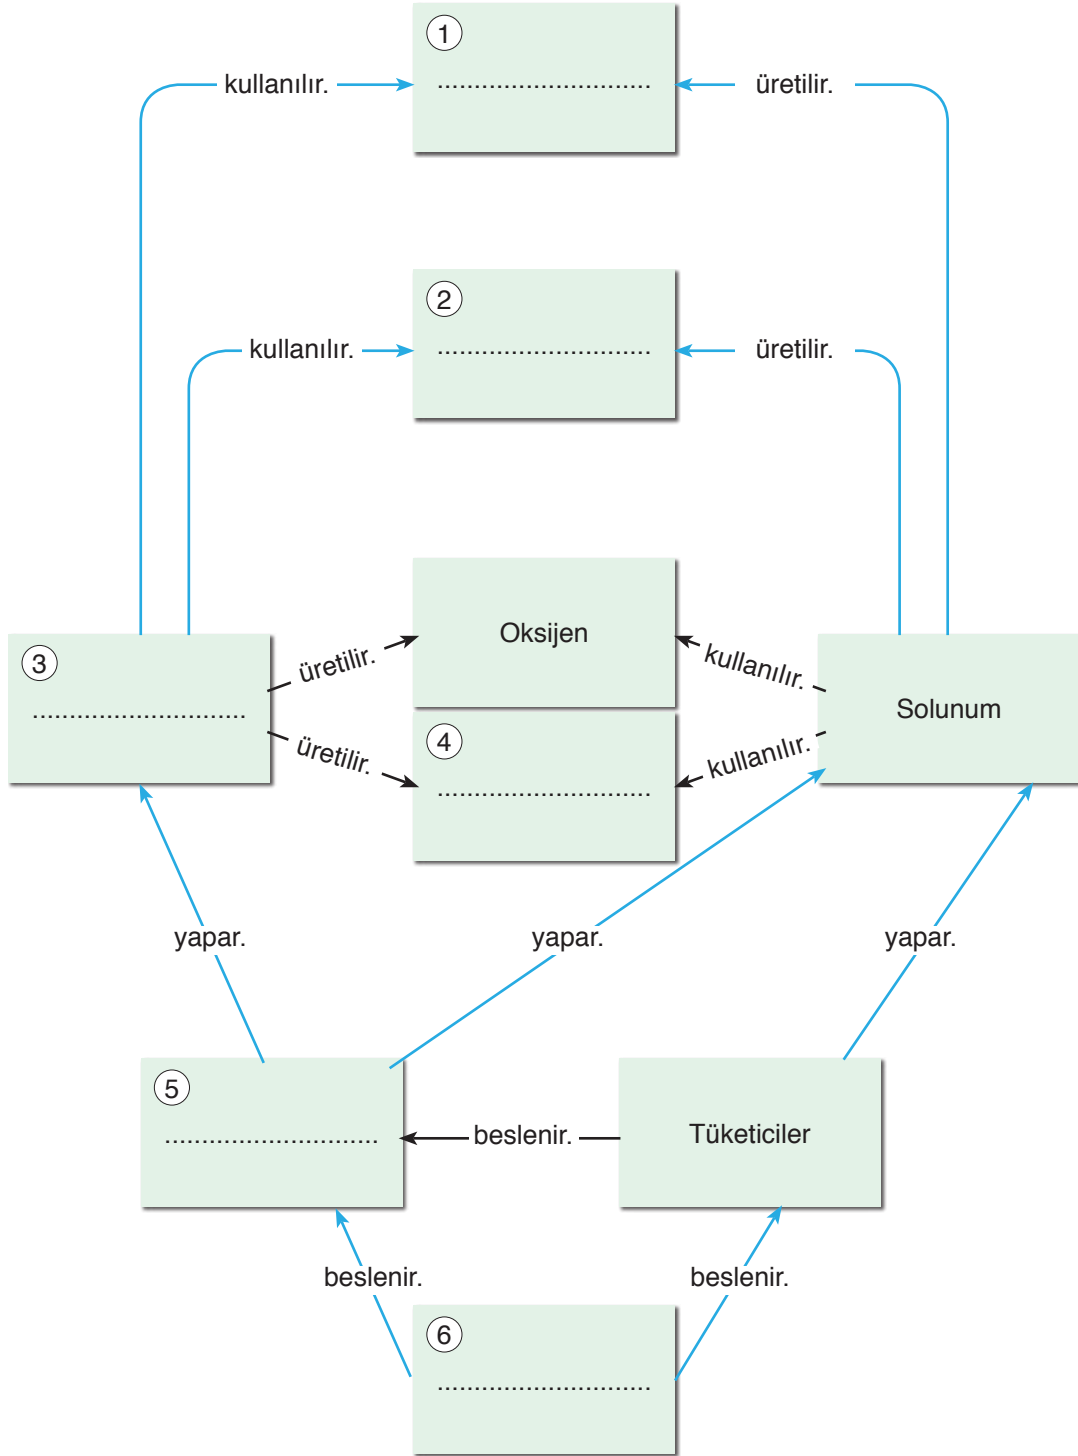 1
.............................
kullanılır.
üretilir.
2
.............................
kullanılır.
üretilir.
3
.............................
üretilir.
üretilir.
Oksijen
4
.............................
kullanılır.
kullanılır.
Solunum
yapar.
yapar.
yapar.
5
.............................
beslenir.
Tüketiciler
beslenir.
beslenir.
6
.............................